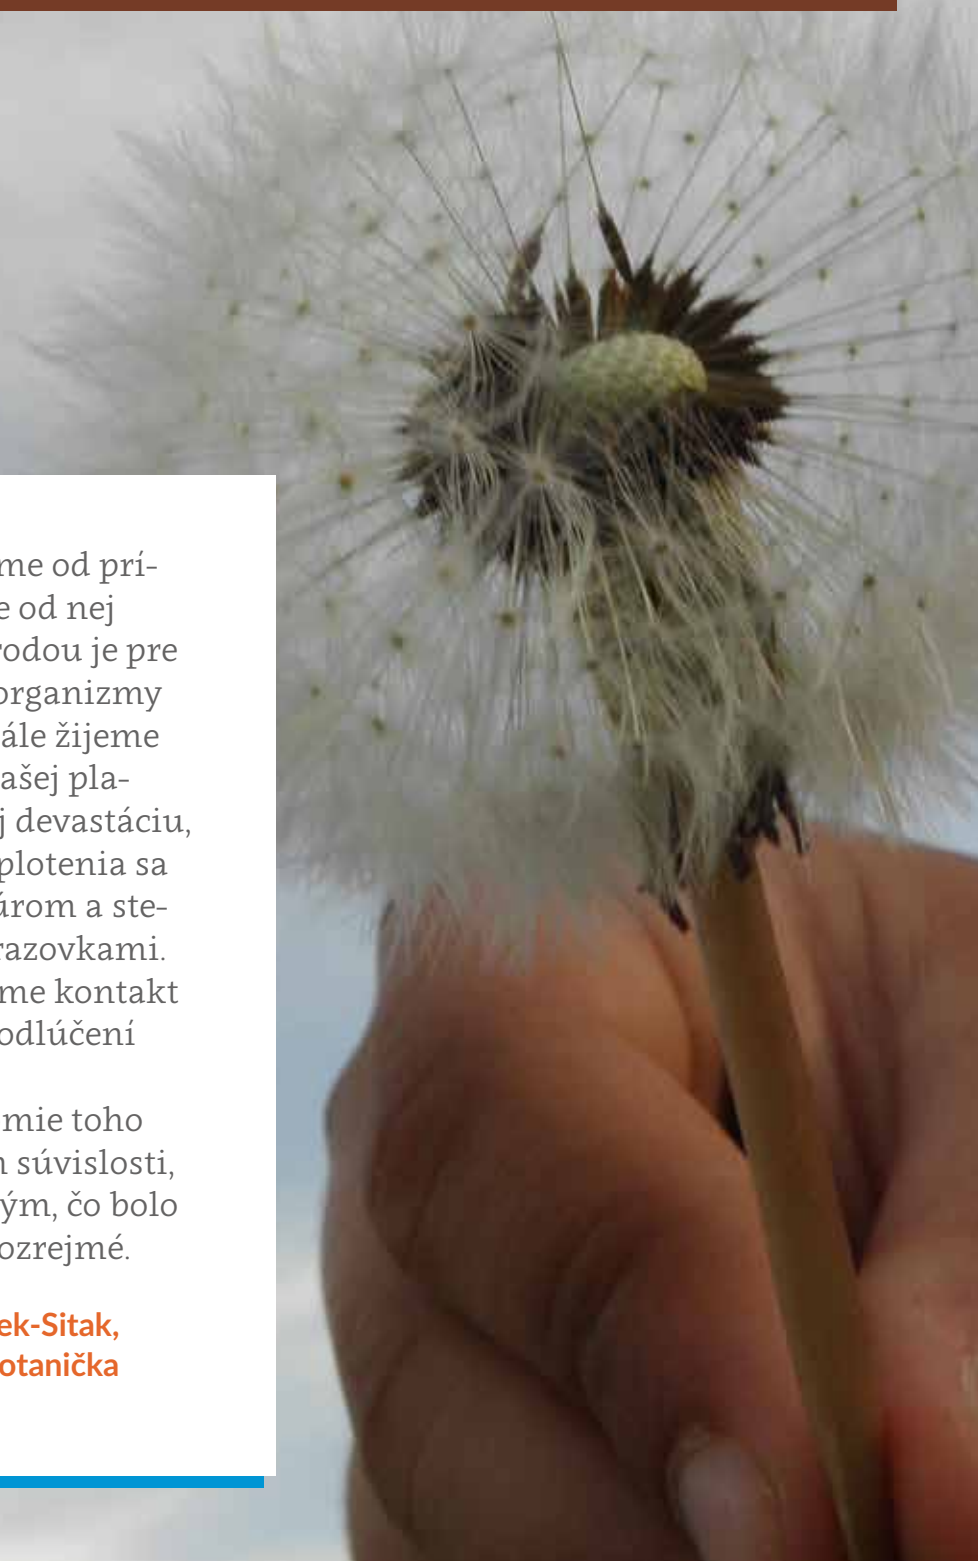 me od prí-
e od nej
rodou je pre
organizmy
ále žijeme
ašej pla-
j devastáciu,
plotenia sa
úrom a ste-
razovkami.
me kontakt
odlúčení
mie toho
súvislosti,
ým, čo bolo
ozrejmé.
ek-Sitak,
otanička